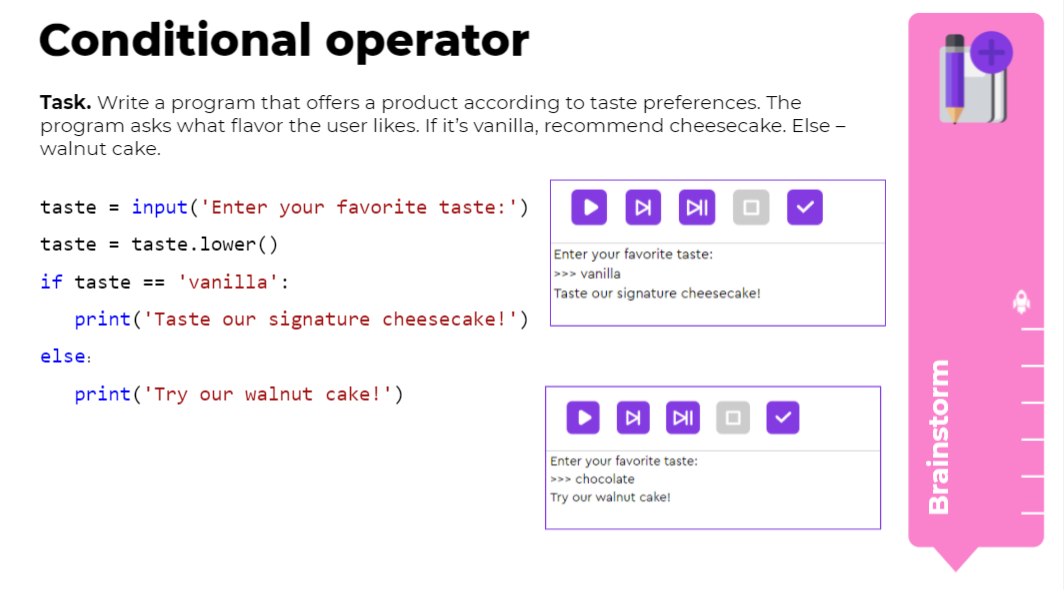 Conditional operator
Task. Write a program that offers a product according to taste preferences. The
program asks what flavor the user likes. If it’s vanilla, recommend cheesecake. Else –
walnut cake.
taste = input('Enter your favorite taste:')
taste = taste.lower()
if taste == 'vanilla':
print('Taste our signature cheesecake!')
else:
print('Try our walnut cake!')
Enter your favorite taste:
>>> vanilla
Taste our signature cheesecake!
Enter your favorite taste:
>>> chocolate
Try our walnut cake!
Brainstorm